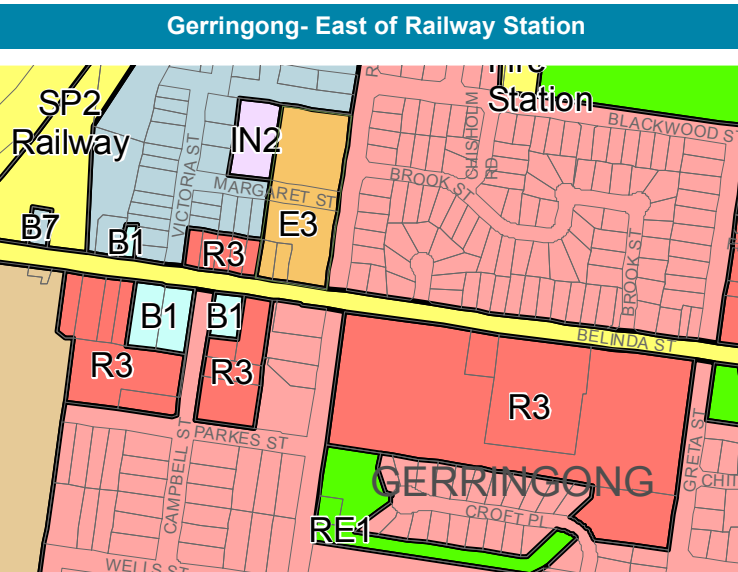 Gerringong- East of Railway Station
SP2
Railway
Station
CHISHOLM
RD
BLACKWOOD ST
IN2
VICTORIA ST
MARGARET ST
BROOK ST
B7
B1
R3
E3
BROOK ST
B1
B1
BELINDA ST
R3
R3
R3
PARKES ST
CAMPBELL ST
GERRINGONG
GRETA ST
RE1
CROFT PL
WELLS ST